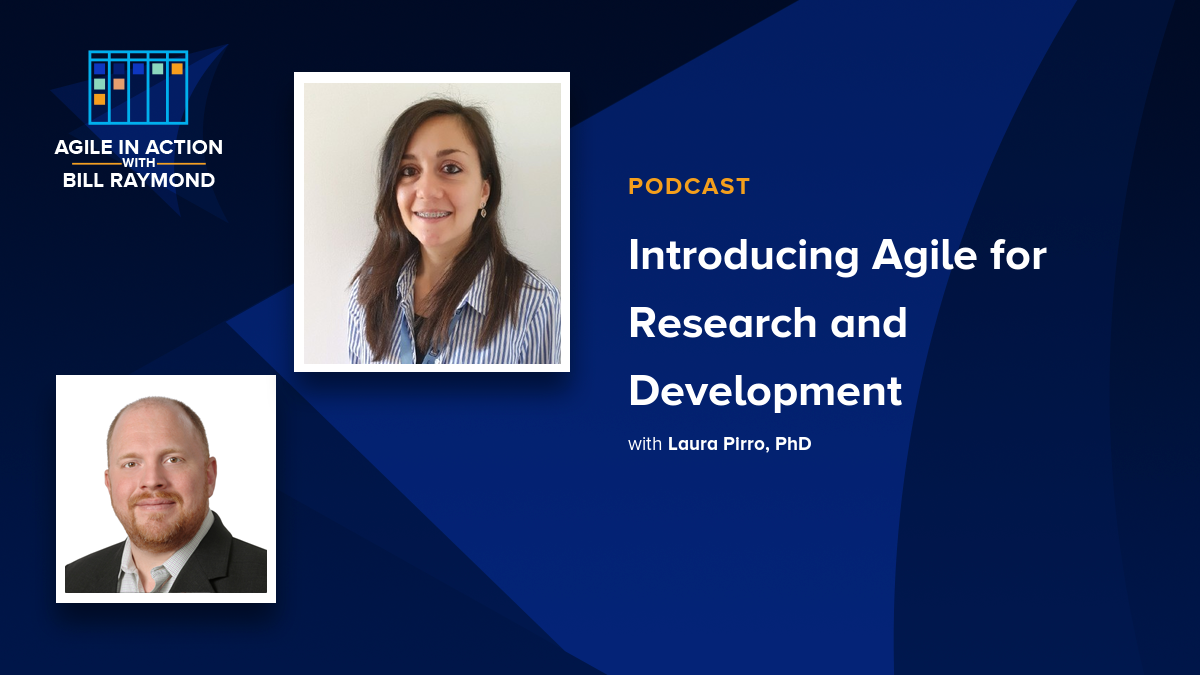 AGILE IN ACTION
WITH
BILL RAYMOND
PODCAST
Introducing Agile for
Research and
Development
with Laura Pirro, PhD